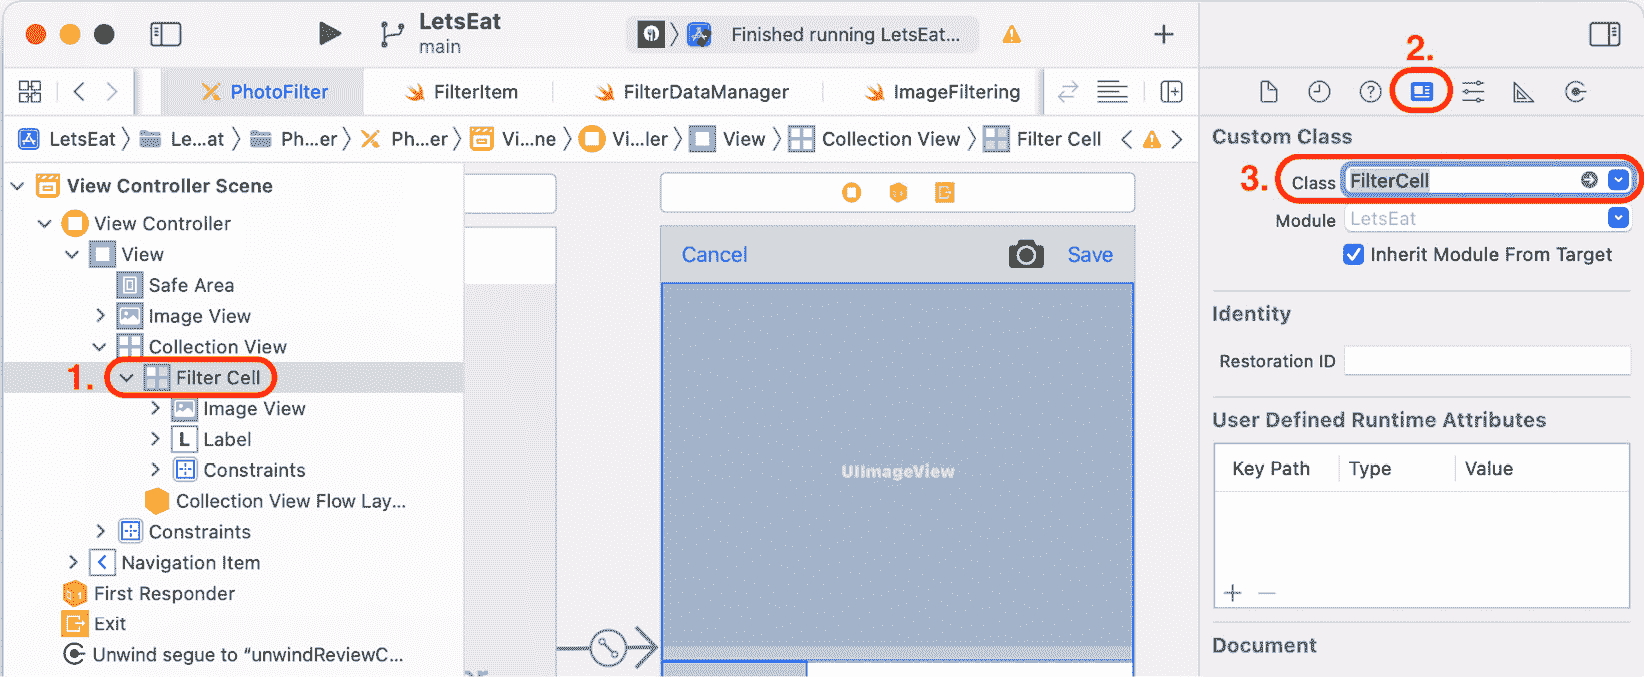 LetsEat
main
Finished running LetsEat...
2.
PhotoFilter
FilterItem
FilterDataManager
ImageFiltering
LetsEat
Le...at
Ph...er
Ph...er
Vi...ne
Vi...ler
View
Collection View
Filter Cell
View Controller Scene
View Controller
View
Safe Area
Image View
Collection View
1.
Filter Cell
Image View
L Label
Constraints
Collection View Flow Lay...
Constraints
Navigation Item
First Responder
Exit
Unwind segue to “unwindReviewC...
Cancel
Save
UIImageView
Custom Class
3.
Class FilterCell
Module LetsEat
Inherit Module From Target
Identity
Restoration ID
User Defined Runtime Attributes
Key Path Type Value
Document